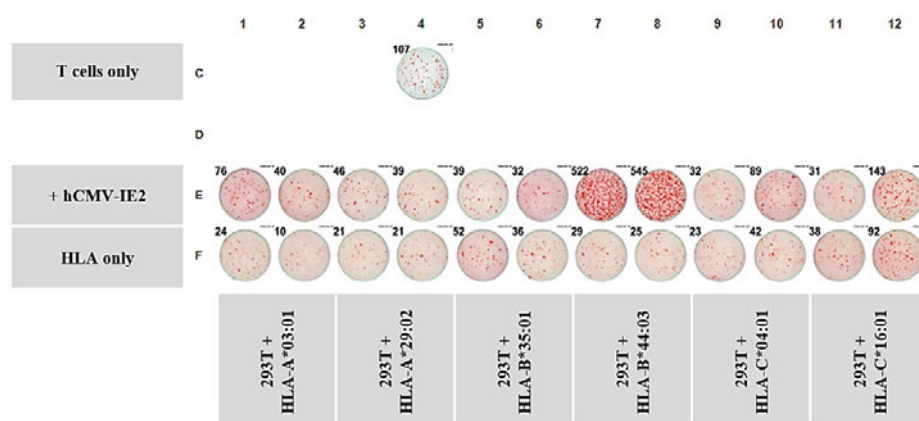 1 2 3 4 5 6 7 8 9 10 11 12
T cells only C 107
D
+ hCMV-IE2 E 76 40 46 39 39 32 522 545 32 89 31 143
HLA only F 24 10 21 21 52 36 29 25 23 42 38 92
293T +
HLA-A*03:01
293T +
HLA-A*29:02
293T +
HLA-B*35:01
293T +
HLA-B*44:03
293T +
HLA-C*04:01
293T +
HLA-C*16:01